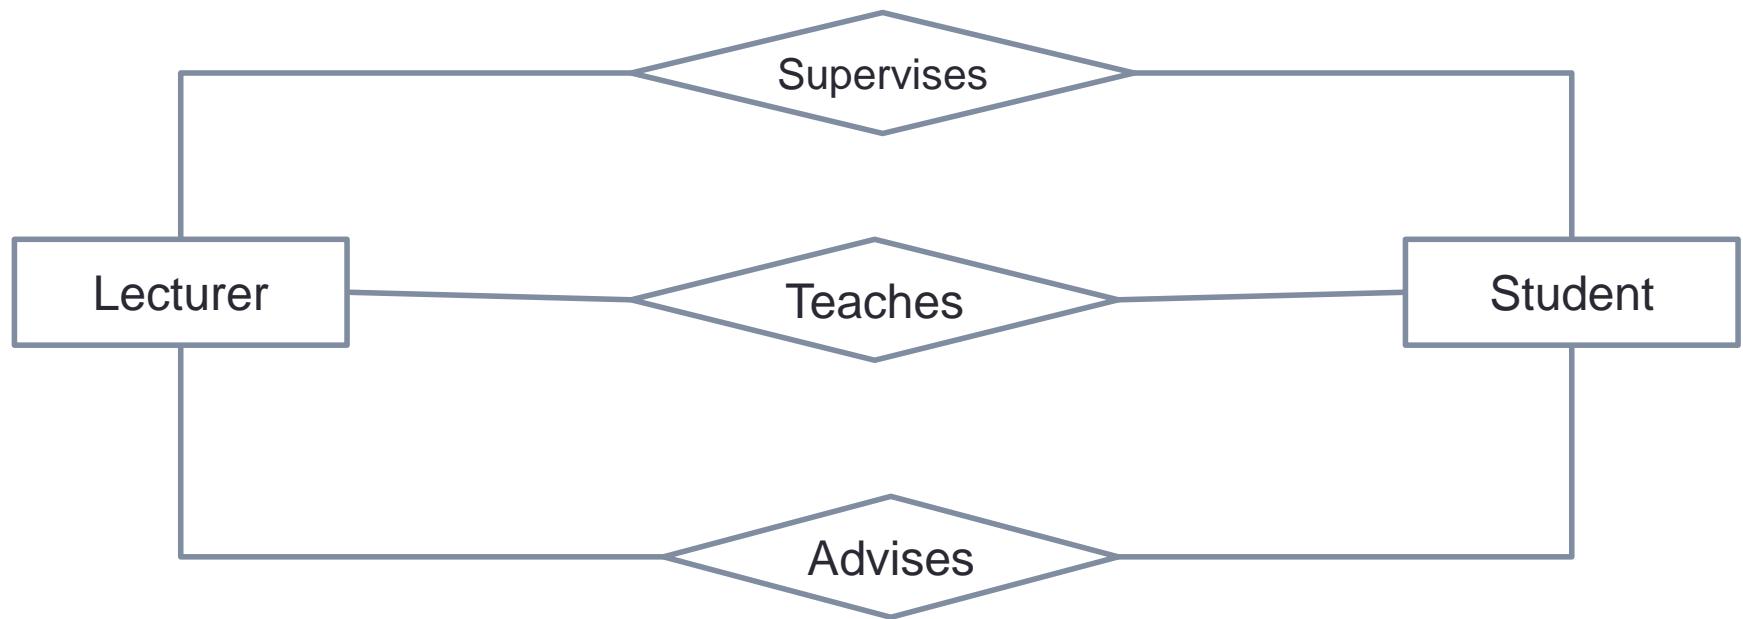 Supervises
Lecturer
Teaches
Student
Advises